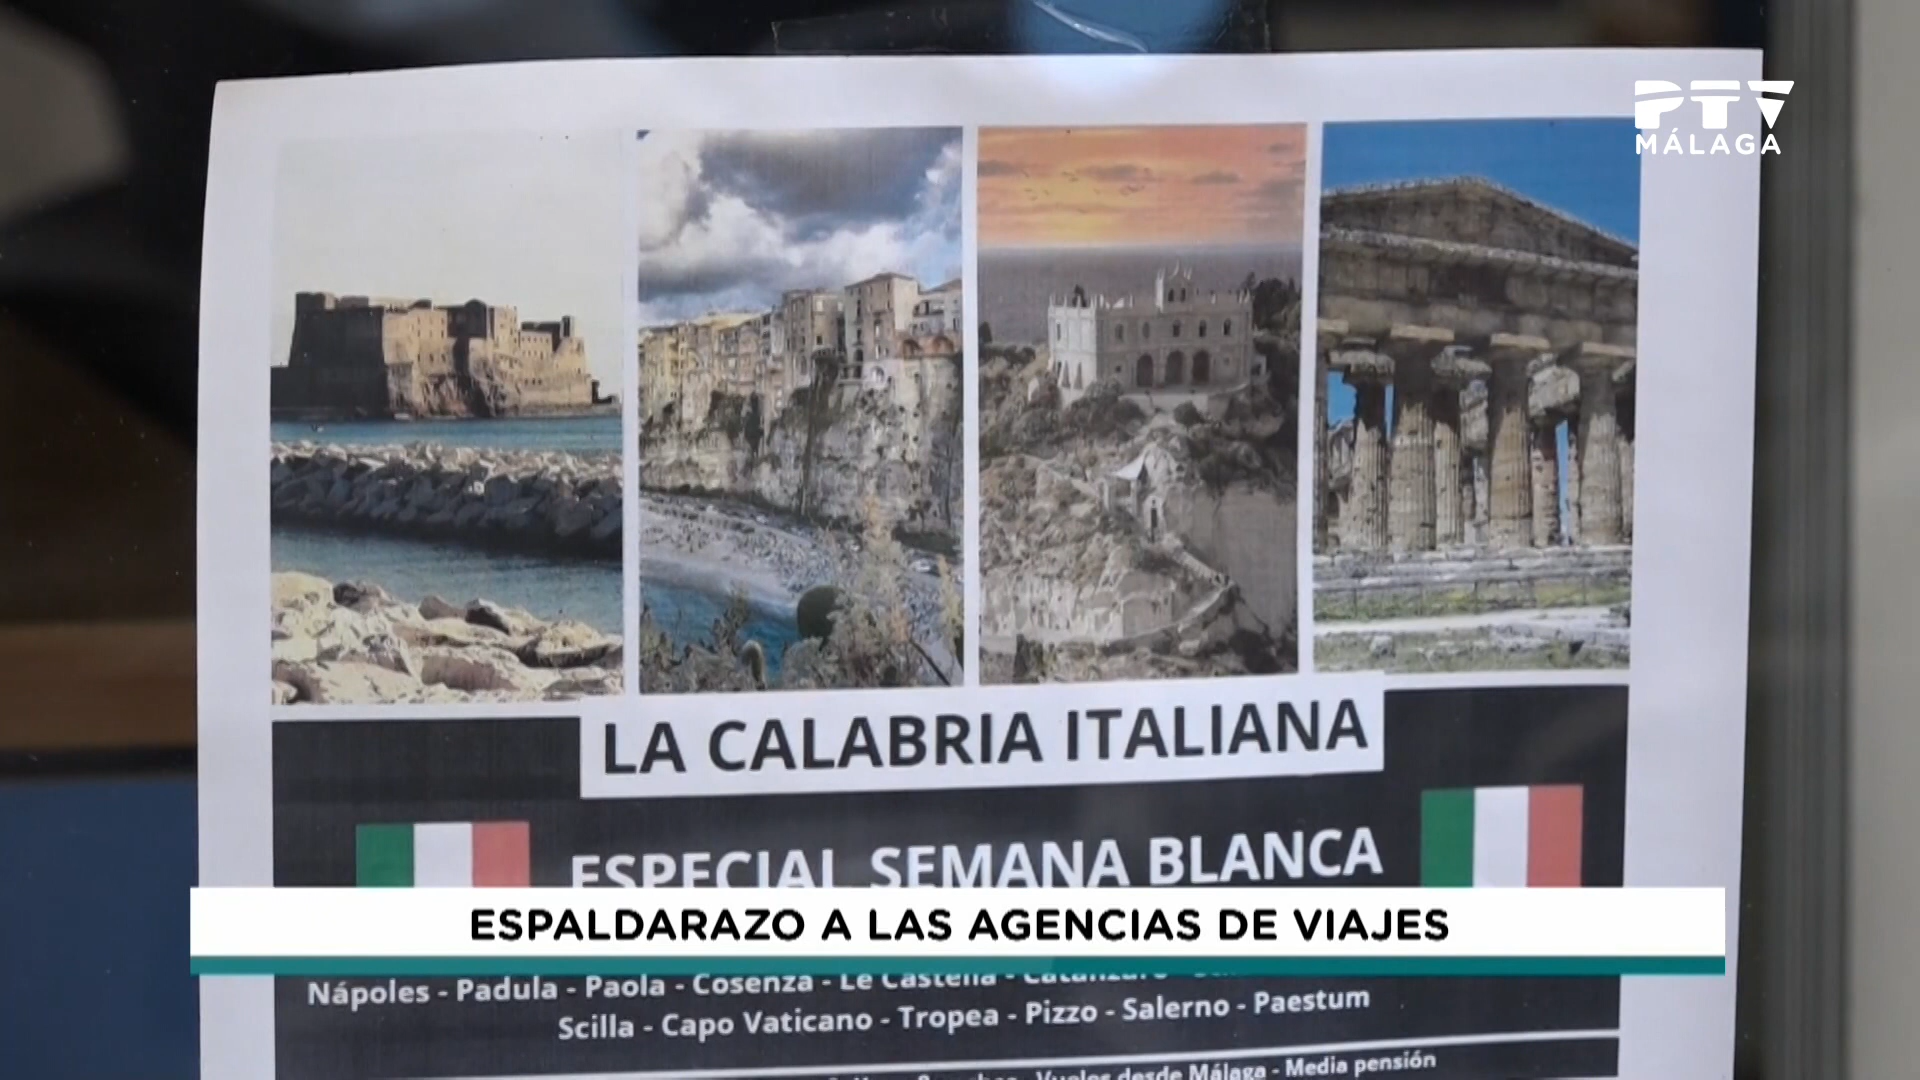 PTV
MÁLAGA
LA CALABRIA ITALIANA
ESPECIAL SEMANA BLANCA
ESPALDARAZO A LAS AGENCIAS DE VIAJES
Nápoles - Padula - Paola - Cosenza - Le Castella - Catanzaro -
Scilla - Capo Vaticano - Tropea - Pizzo - Salerno - Paestum
Vuelos desde Málaga - Media pensión